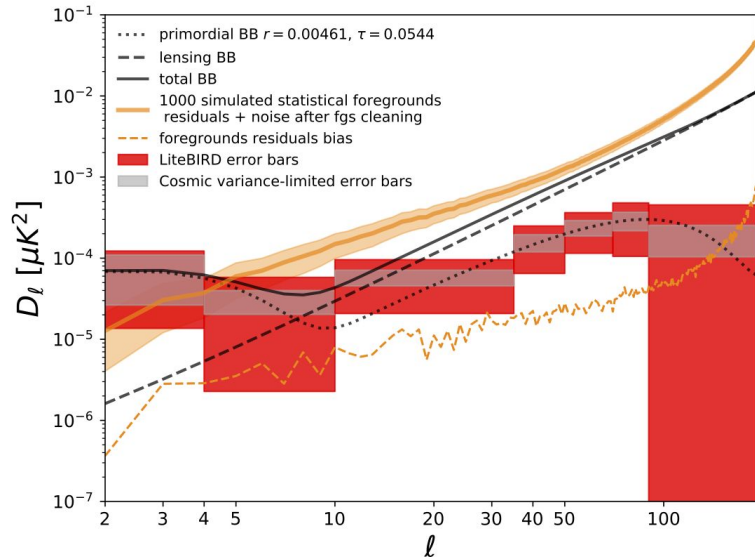 10⁻¹
10⁻²
10⁻³
10⁻⁴
10⁻⁵
10⁻⁶
10⁻⁷
D_ℓ [μK²]
primordial BB r = 0.00461, τ = 0.0544
lensing BB
total BB
1000 simulated statistical foregrounds
residuals + noise after fgs cleaning
foregrounds residuals bias
LiteBIRD error bars
Cosmic variance-limited error bars
2 3 4 5 10 20 30 40 50 100
ℓ